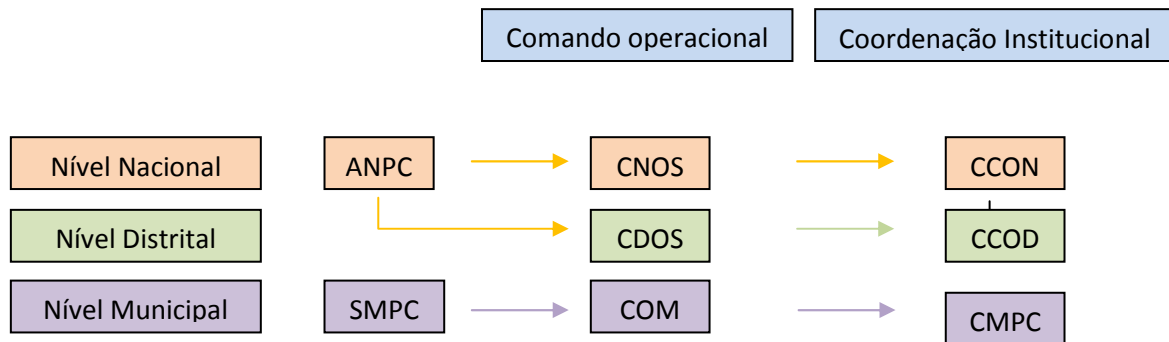 Comando operacional
Coordenação Institucional
Nível Nacional
ANPC
CNOS
CCON
Nível Distrital
CDOS
CCOD
Nível Municipal
SMPC
COM
CMPC